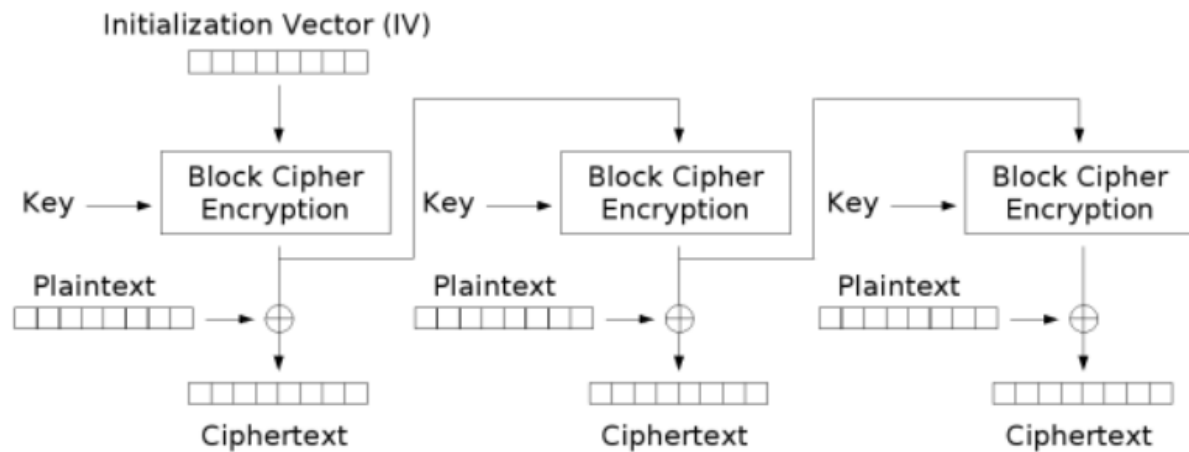 Initialization Vector (IV)
Key
Block Cipher
Encryption
Key
Block Cipher
Encryption
Key
Block Cipher
Encryption
Plaintext
Plaintext
Plaintext
Ciphertext
Ciphertext
Ciphertext